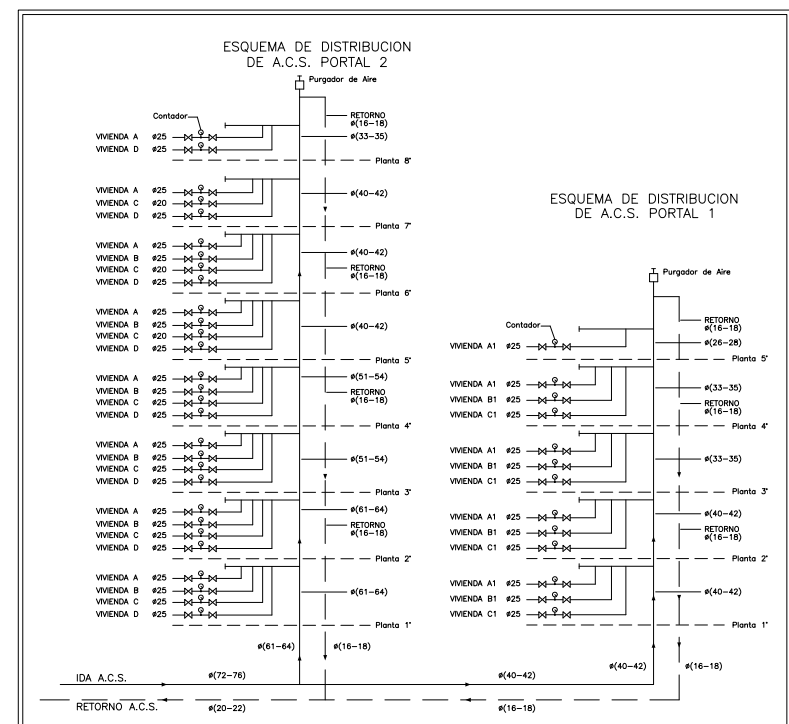 ESQUEMA DE DISTRIBUCION
DE A.C.S. PORTAL 2
Purgador de Aire
Contador
RETORNO
ø(16-18)
VIVIENDA A ø25
ø(33-35)
VIVIENDA D ø25
Planta 8ª
VIVIENDA A ø25
ø(40-42)
VIVIENDA C ø20
VIVIENDA D ø25
Planta 7ª
VIVIENDA A ø25
ø(40-42)
VIVIENDA B ø25
VIVIENDA C ø20
RETORNO
ø(16-18)
VIVIENDA D ø25
Planta 6ª
VIVIENDA A ø25
VIVIENDA B ø25
ø(40-42)
VIVIENDA C ø20
VIVIENDA D ø25
Planta 5ª
VIVIENDA A ø25
ø(51-54)
VIVIENDA B ø25
RETORNO
ø(16-18)
VIVIENDA C ø25
VIVIENDA D ø25
Planta 4ª
VIVIENDA A ø25
VIVIENDA B ø25
ø(51-54)
VIVIENDA C ø25
VIVIENDA D ø25
Planta 3ª
VIVIENDA A ø25
ø(61-64)
VIVIENDA B ø25
RETORNO
ø(16-18)
VIVIENDA C ø25
VIVIENDA D ø25
Planta 2ª
VIVIENDA A ø25
VIVIENDA B ø25
ø(61-64)
VIVIENDA C ø25
VIVIENDA D ø25
Planta 1ª
ø(61-64)
ø(16-18)
ESQUEMA DE DISTRIBUCION
DE A.C.S. PORTAL 1
Purgador de Aire
Contador
RETORNO
ø(16-18)
VIVIENDA A1 ø25
ø(26-28)
Planta 5ª
VIVIENDA A1 ø25
ø(33-35)
VIVIENDA B1 ø25
RETORNO
ø(16-18)
VIVIENDA C1 ø25
Planta 4ª
VIVIENDA A1 ø25
ø(33-35)
VIVIENDA B1 ø25
VIVIENDA C1 ø25
Planta 3ª
VIVIENDA A1 ø25
ø(40-42)
VIVIENDA B1 ø25
RETORNO
ø(16-18)
VIVIENDA C1 ø25
Planta 2ª
VIVIENDA A1 ø25
ø(40-42)
VIVIENDA B1 ø25
VIVIENDA C1 ø25
Planta 1ª
ø(40-42)
ø(16-18)
IDA A.C.S. ø(72-76) ø(40-42)
RETORNO A.C.S. ø(20-22) ø(16-18)